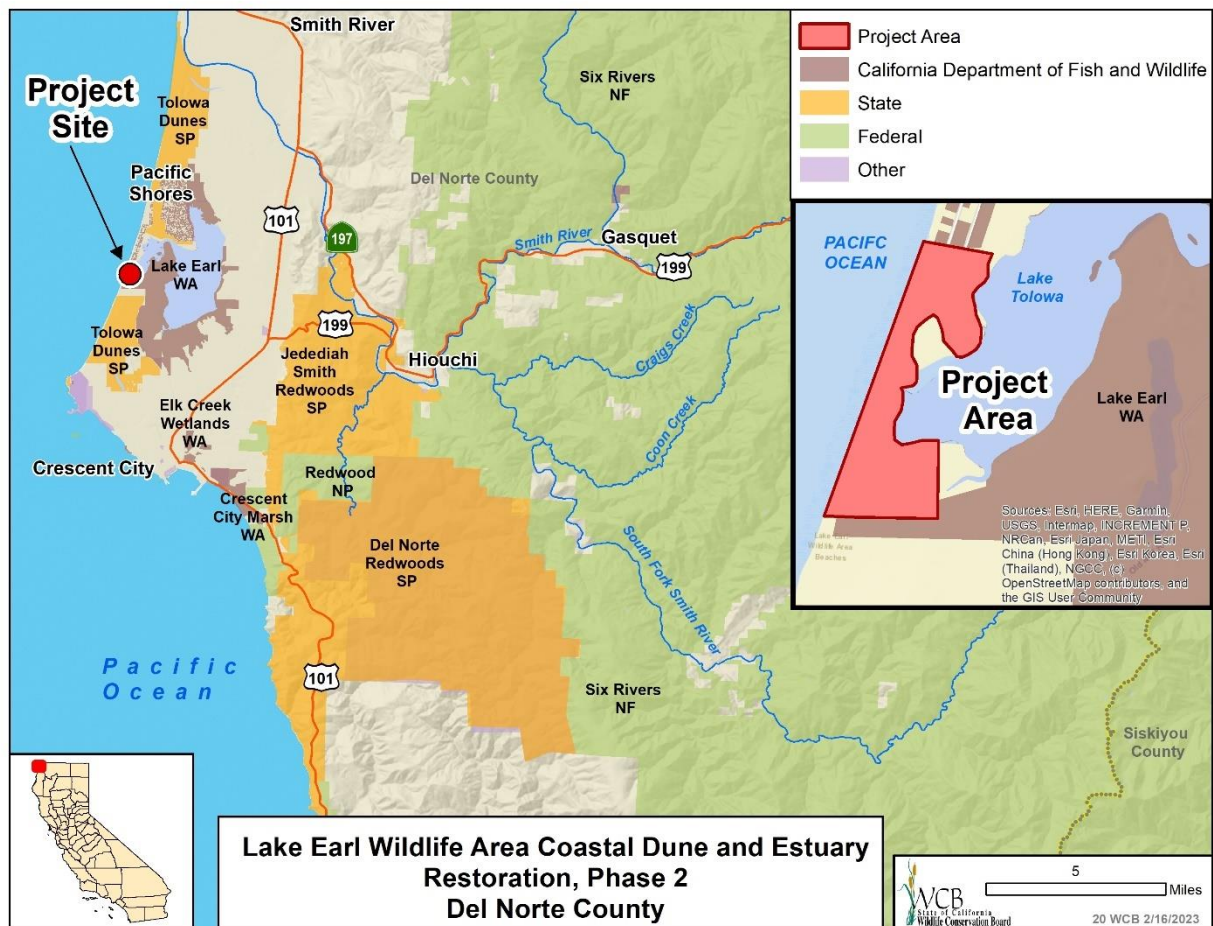 Smith River
Project
Site
Tolowa
Dunes
SP
Pacific
Shores
101
Lake Earl
WA
Tolowa
Dunes
SP
197
199
Jedediah
Smith
Redwoods
SP
Hiouchi
Elk Creek
Wetlands
WA
Crescent City
Crescent
City Marsh
WA
Redwood
NP
Del Norte
Redwoods
SP
101
Pacific
Ocean
Six Rivers
NF
Del Norte County
Smith River
Gasquet
199
Craigs Creek
Coon Creek
South Fork Smith River
Six Rivers
NF
Siskiyou
County
Project Area
California Department of Fish and Wildlife
State
Federal
Other
PACIFC
OCEAN
Lake
Tolowa
Project
Area
Lake Earl
WA
Lake Earl
Wildlife Area
Beaches
Sources: Esri, HERE, Garmin,
USGS, Intermap, INCREMENT P,
NRCan, Esri Japan, METI, Esri
China (Hong Kong), Esri Korea, Esri
(Thailand), NGCC, (c)
OpenStreetMap contributors, and
the GIS User Community
Lake Earl Wildlife Area Coastal Dune and Estuary
Restoration, Phase 2
Del Norte County
WCB
State of California
Wildlife Conservation Board
5
Miles
20 WCB 2/16/2023